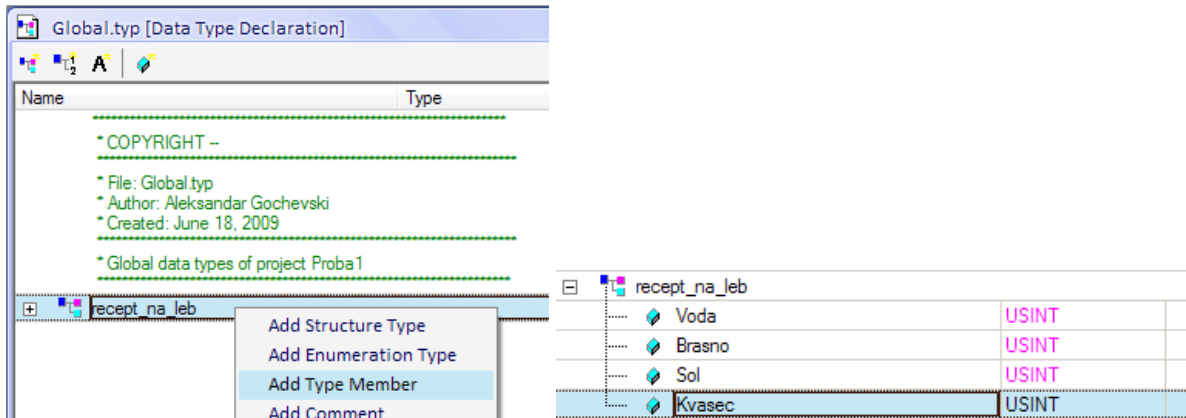 Global.typ [Data Type Declaration]
Name Type
* COPYRIGHT --
* File: Global.typ
* Author: Aleksandar Gochevski
* Created: June 18, 2009
* Global data types of project Proba1
recept_na_leb
Add Structure Type
Add Enumeration Type
Add Type Member
Add Comment
recept_na_leb
Voda USINT
Brasno USINT
Sol USINT
Kvasec USINT